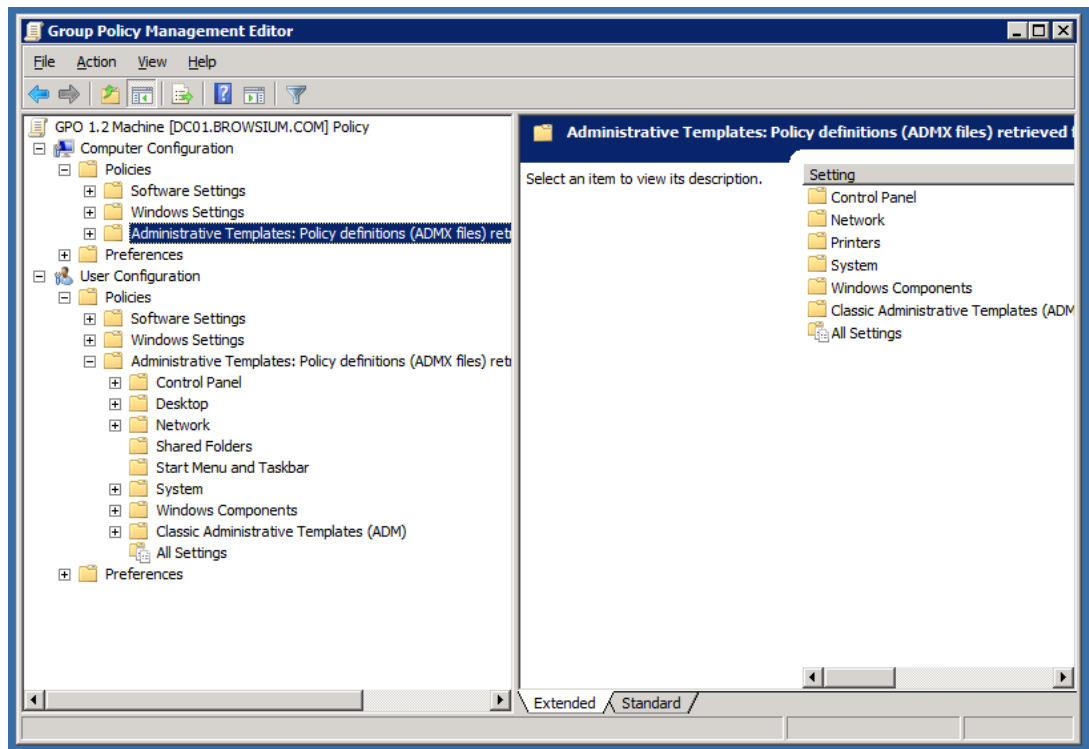 Group Policy Management Editor
File Action View Help
GPO 1.2 Machine [DC01.BROWSIUM.COM] Policy
Computer Configuration
Policies
Software Settings
Windows Settings
Administrative Templates: Policy definitions (ADMX files) ret
Preferences
User Configuration
Policies
Software Settings
Windows Settings
Administrative Templates: Policy definitions (ADMX files) ret
Control Panel
Desktop
Network
Shared Folders
Start Menu and Taskbar
System
Windows Components
Classic Administrative Templates (ADM)
All Settings
Preferences
Administrative Templates: Policy definitions (ADMX files) retrieved
Select an item to view its description.
Setting
Control Panel
Network
Printers
System
Windows Components
Classic Administrative Templates (ADM
All Settings
Extended Standard